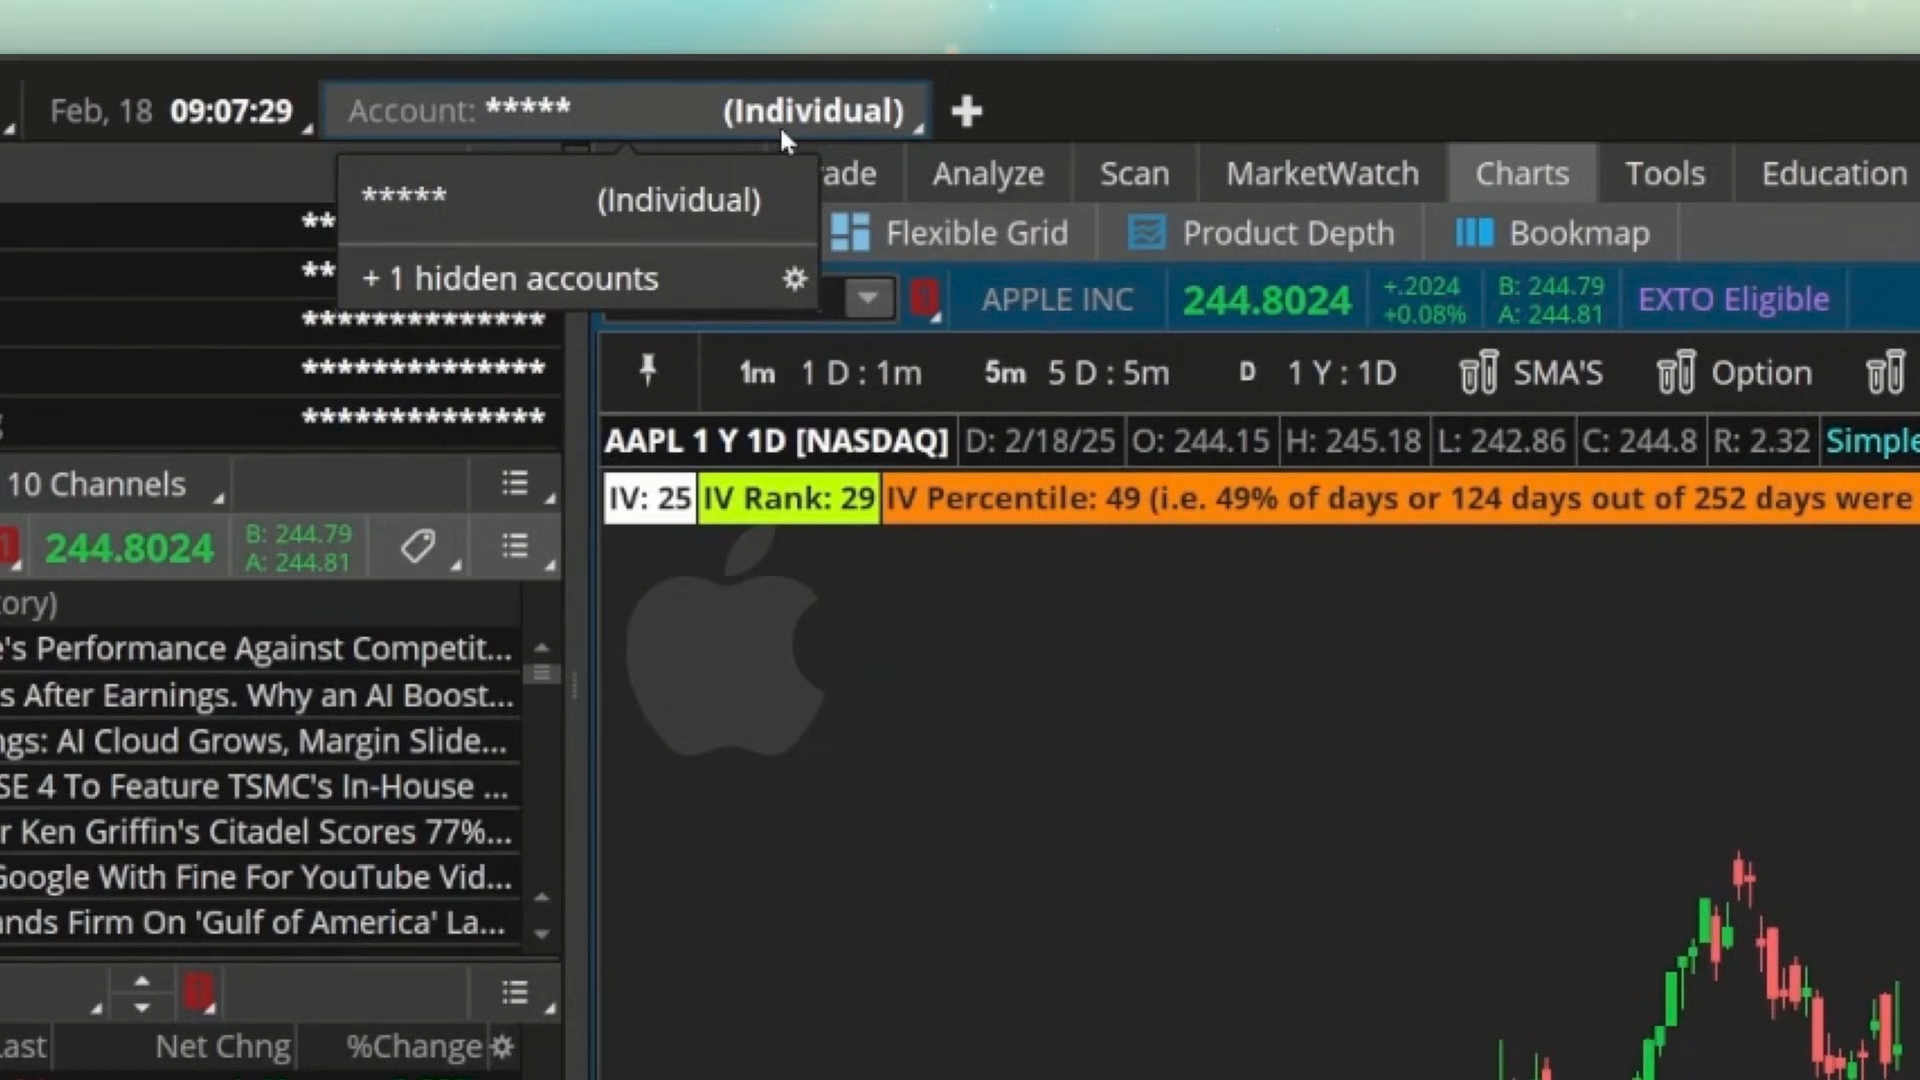 Feb, 18 09:07:29 Account: ***** (Individual)
***** (Individual)
+ 1 hidden accounts
ade Analyze Scan MarketWatch Charts Tools Education
**
Flexible Grid Product Depth Bookmap
**
APPLE INC 244.8024 +.2024 +0.08% B: 244.79 A: 244.81 EXTO Eligible
**************
**************
**************
1m 1 D : 1m 5m 5 D : 5m D 1 Y : 1D SMA'S Option
AAPL 1 Y 1D [NASDAQ] D: 2/18/25 O: 244.15 H: 245.18 L: 242.86 C: 244.8 R: 2.32 Simple
IV: 25 IV Rank: 29 IV Percentile: 49 (i.e. 49% of days or 124 days out of 252 days were
10 Channels
1 244.8024 B: 244.79 A: 244.81
ory)
e's Performance Against Competit...
s After Earnings. Why an AI Boost...
ngs: AI Cloud Grows, Margin Slide...
SE 4 To Feature TSMC's In-House ...
r Ken Griffin's Citadel Scores 77%...
Google With Fine For YouTube Vid...
ands Firm On 'Gulf of America' La...
Last Net Chng %Change